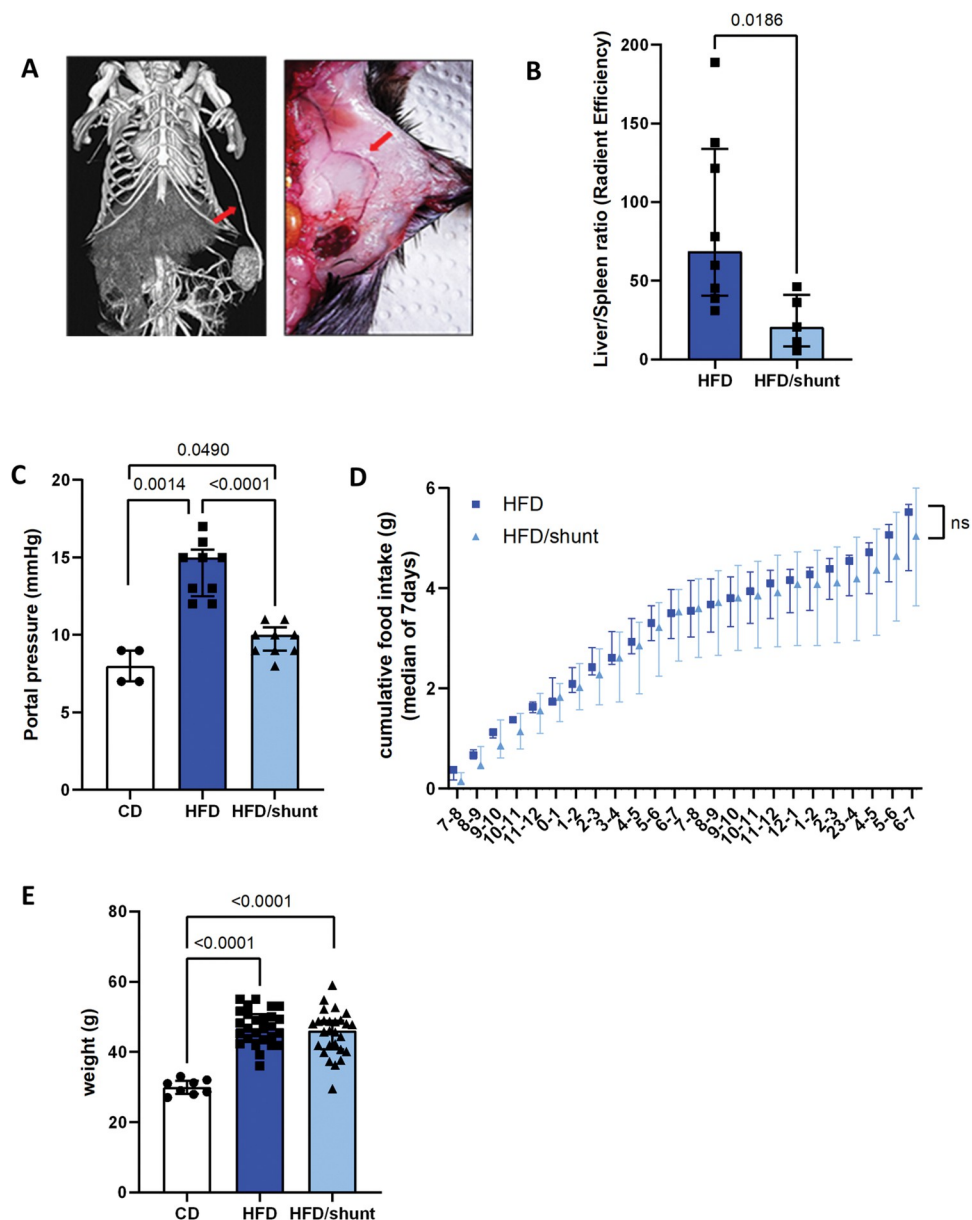 A
B
0.0186
Liver/Spleen ratio (Radient Efficiency)
200
150
100
50
0
HFD
HFD/shunt
C
0.0490
0.0014
<0.0001
Portal pressure (mmHg)
20
15
10
5
0
CD
HFD
HFD/shunt
D
HFD
HFD/shunt
ns
cumulative food intake (g)
(median of 7days)
6
4
2
0
7-8
8-9
9-10
10-11
11-12
0-1
1-2
2-3
3-4
4-5
5-6
6-7
7-8
8-9
9-10
10-11
11-12
12-1
1-2
2-3
23-4
4-5
5-6
6-7
E
<0.0001
<0.0001
weight (g)
80
60
40
20
0
CD
HFD
HFD/shunt